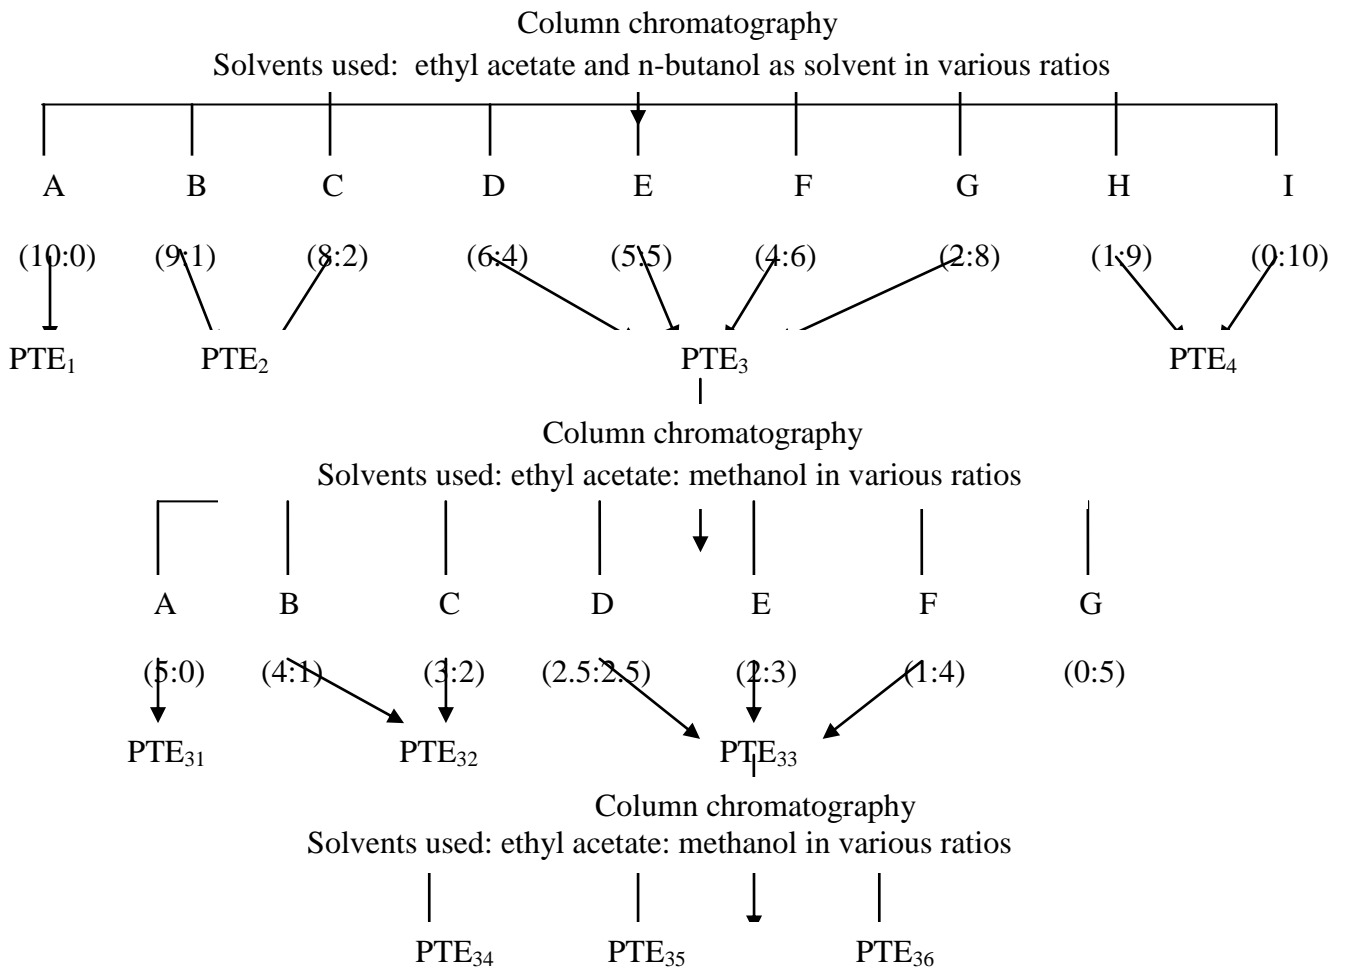 Column chromatography
Solvents used: ethyl acetate and n-butanol as solvent in various ratios
A B C D E F G H I
(10:0) (9:1) (8:2) (6:4) (5:5) (4:6) (2:8) (1:9) (0:10)
PTE₁ PTE₂ PTE₃ PTE₄
Column chromatography
Solvents used: ethyl acetate: methanol in various ratios
A B C D E F G
(5:0) (4:1) (3:2) (2.5:2.5) (2:3) (1:4) (0:5)
PTE₃₁ PTE₃₂ PTE₃₃
Column chromatography
Solvents used: ethyl acetate: methanol in various ratios
PTE₃₄ PTE₃₅ PTE₃₆